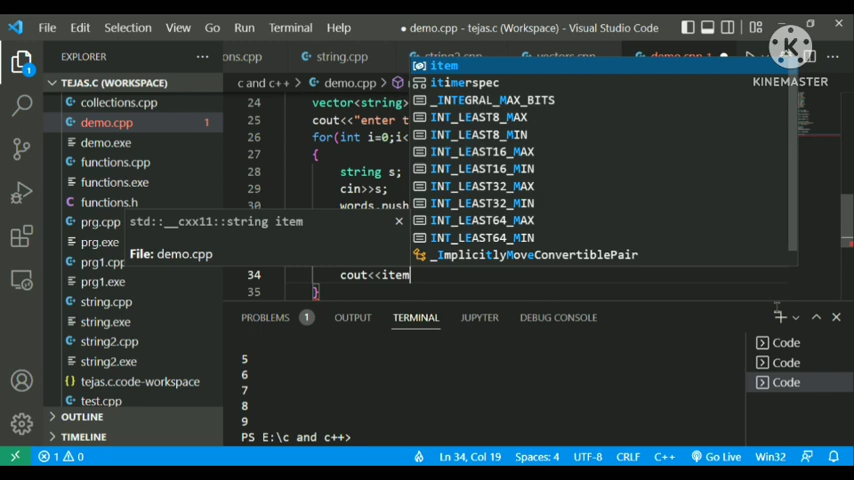 File Edit Selection View Go Run Terminal Help ● demo.cpp - tejas.c (Workspace) - Visual Studio Code
EXPLORER ...
ons.cpp string.cpp demo.cpp 1
KINEMASTER
TEJAS.C (WORKSPACE)
c and c++ > demo.cpp >
collections.cpp
demo.cpp 1
demo.exe
functions.cpp
functions.exe
functions.h
prg.cpp
prg.exe
prg1.cpp
prg1.exe
string.cpp
string.exe
string2.cpp
string2.exe
tejas.c.code-workspace
test.cpp
OUTLINE
TIMELINE
24 vector<string>
25 cout<<"enter t
26 for(int i=0;i<
27 {
28 string s;
29 cin>>s;
words.push
34 cout<<item
35 }
item
itimerspec
_INTEGRAL_MAX_BITS
INT_LEAST8_MAX
INT_LEAST8_MIN
INT_LEAST16_MAX
INT_LEAST16_MIN
INT_LEAST32_MAX
INT_LEAST32_MIN
INT_LEAST64_MAX
INT_LEAST64_MIN
_ImplicitlyMoveConvertiblePair
std::__cxx11::string item
File: demo.cpp
PROBLEMS 1 OUTPUT TERMINAL JUPYTER DEBUG CONSOLE
5
6
7
8
9
PS E:\c and c++>
Code
Code
Code
1 0 Ln 34, Col 19 Spaces: 4 UTF-8 CRLF C++ Go Live Win32